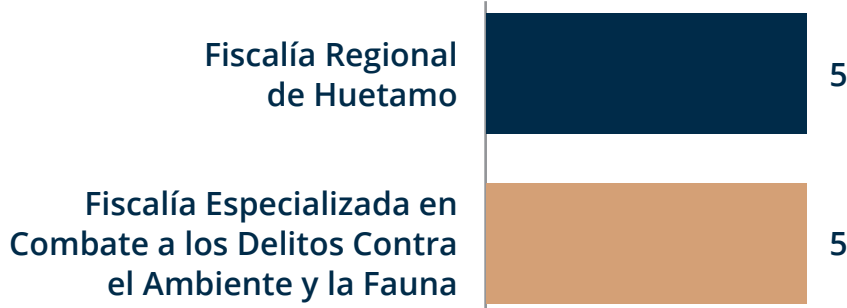 Fiscalía Regional
de Huetamo
5
Fiscalía Especializada en
Combate a los Delitos Contra
el Ambiente y la Fauna
5